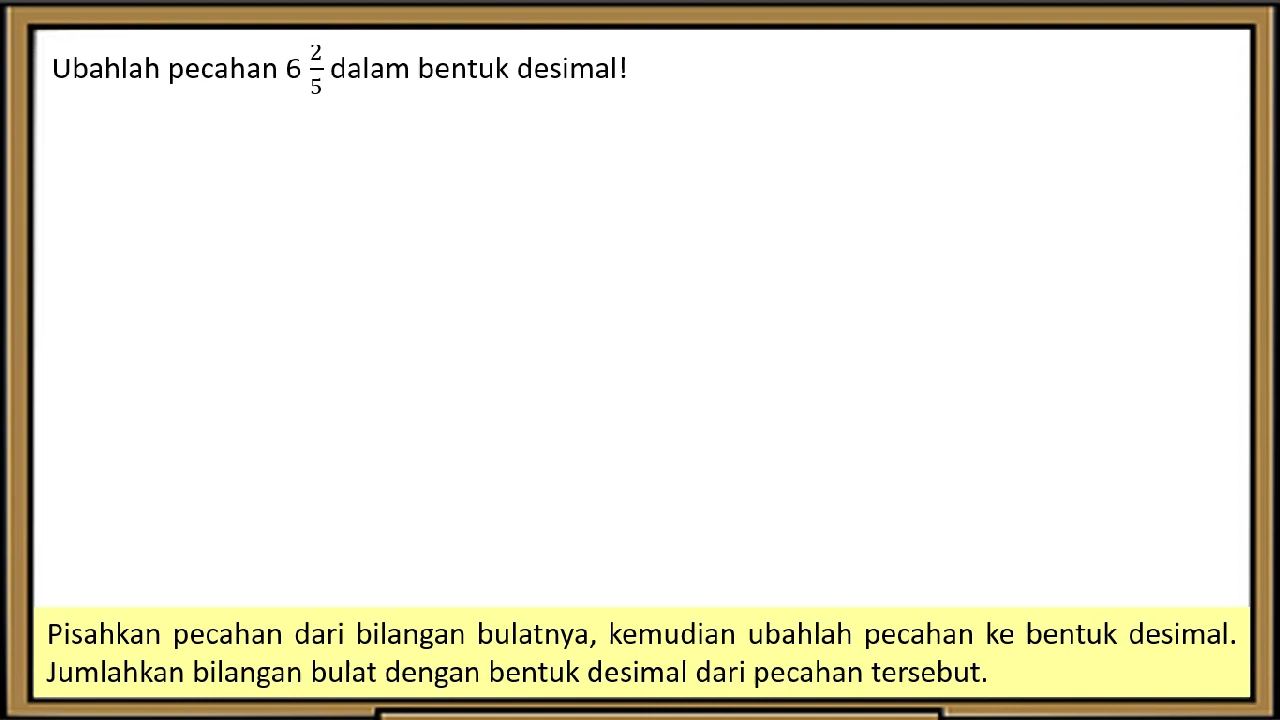 Ubahlah pecahan 6 2/5 dalam bentuk desimal!
Pisahkan pecahan dari bilangan bulatnya, kemudian ubahlah pecahan ke bentuk desimal.
Jumlahkan bilangan bulat dengan bentuk desimal dari pecahan tersebut.